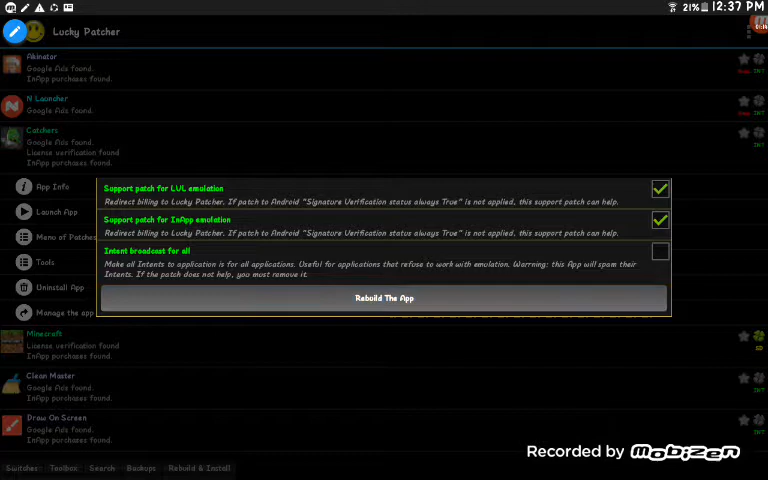 21% 12:37 PM
Lucky Patcher
Akinator
Google Ads found.
InApp purchases found.
N Launcher
Google Ads found.
Catchers
Google Ads found.
License verification found
InApp purchases found.
App Info
Launch App
Menu of Patches
Tools
Uninstall App
Manage the app
Support patch for LVL emulation
Redirect billing to Lucky Patcher. If patch to Android "Signature Verification status always True" is not applied, this support patch can help.
Support patch for InApp emulation
Redirect billing to Lucky Patcher. If patch to Android "Signature Verification status always True" is not applied, this support patch can help.
Intent broadcast for all
Make all Intents to application is for all applications. Useful for applications that refuse to work with emulation. Warrning: this App will spam their
Intents. If the patch does not help, you must remove it.
Rebuild The App
Minecraft
License verification found
InApp purchases found.
Clean Master
Google Ads found.
InApp purchases found.
Draw On Screen
Google Ads found.
InApp purchases found.
Recorded by Mobizen
Switches Toolbox Search Backups Rebuild & Install